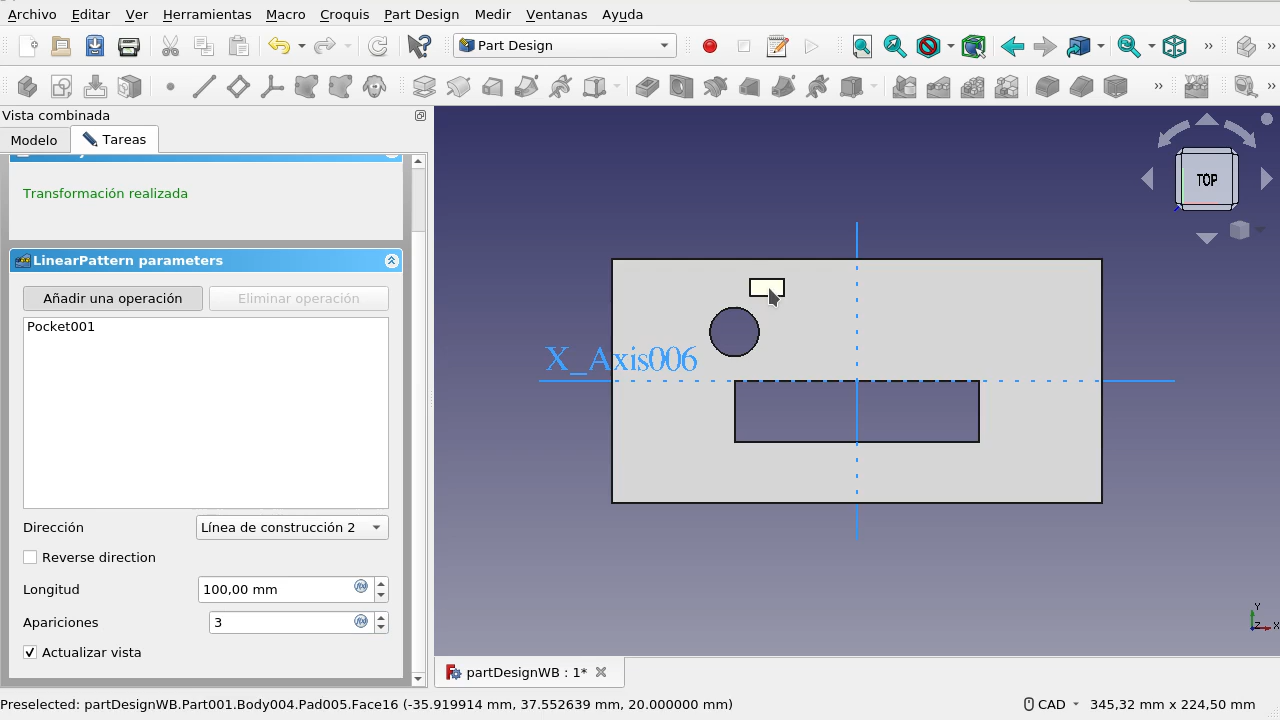 Archivo Editar Ver Herramientas Macro Croquis Part Design Medir Ventanas Ayuda
Part Design
Vista combinada
Modelo Tareas
Transformación realizada
LinearPattern parameters
Añadir una operación Eliminar operación
Pocket001
Dirección Línea de construcción 2
Reverse direction
Longitud 100,00 mm
Apariciones 3
Actualizar vista
TOP
X_Axis006
Y
Z X
partDesignWB : 1*
Preselected: partDesignWB.Part001.Body004.Pad005.Face16 (-35.919914 mm, 37.552639 mm, 20.000000 mm) CAD 345,32 mm x 224,50 mm